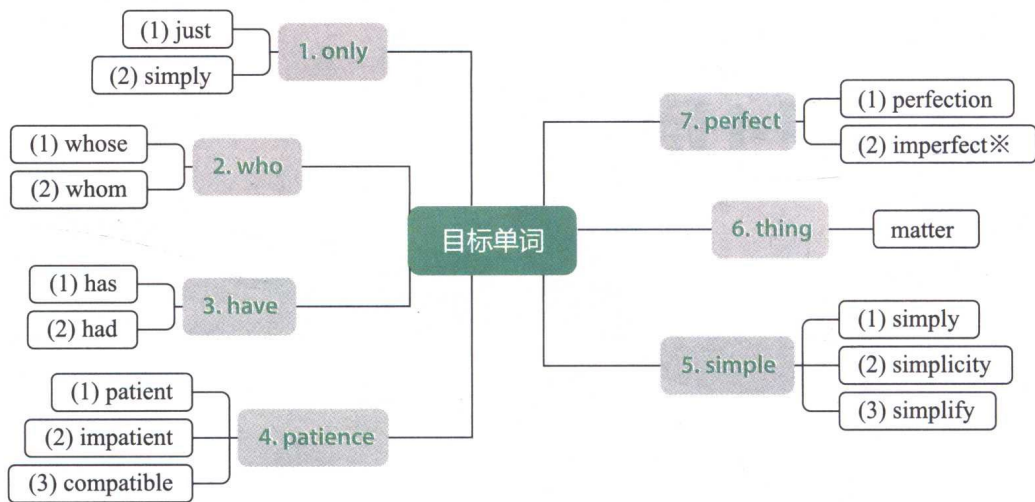 (1) just
(2) simply
1. only
(1) whose
(2) whom
2. who
(1) has
(2) had
3. have
(1) patient
(2) impatient
(3) compatible
4. patience
目标单词
7. perfect
(1) perfection
(2) imperfect※
6. thing
matter
5. simple
(1) simply
(2) simplicity
(3) simplify